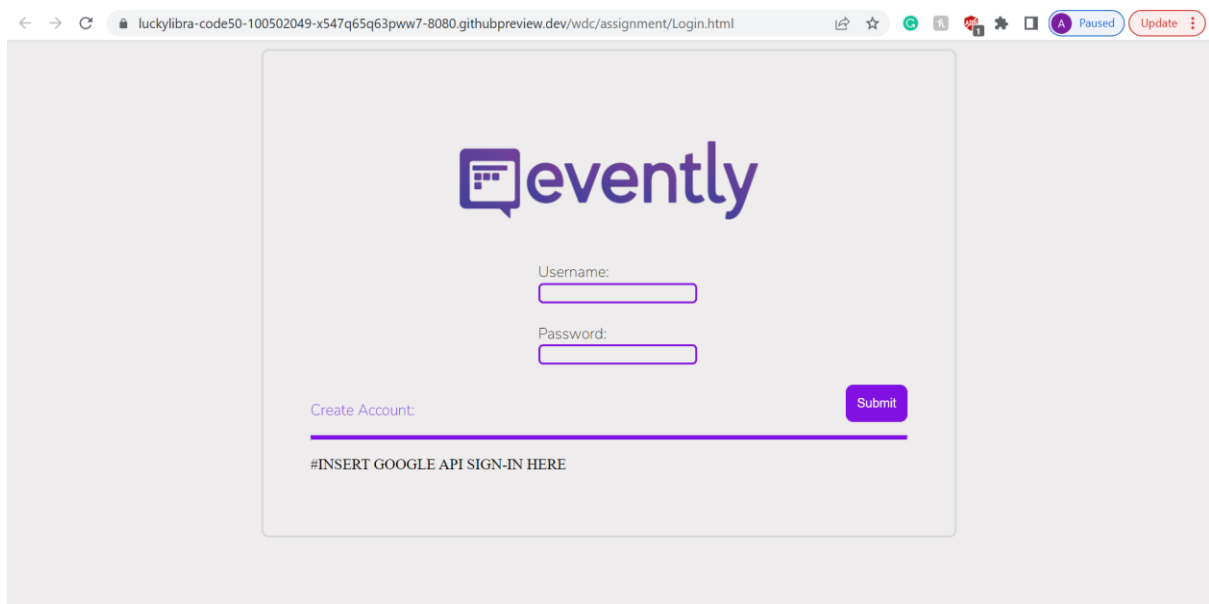 luckylibra-code50-100502049-x547q65q63pww7-8080.githubpreview.dev/wdc/assignment/Login.html
1
A Paused
Update
evently
Username:
Password:
Create Account:
Submit
#INSERT GOOGLE API SIGN-IN HERE